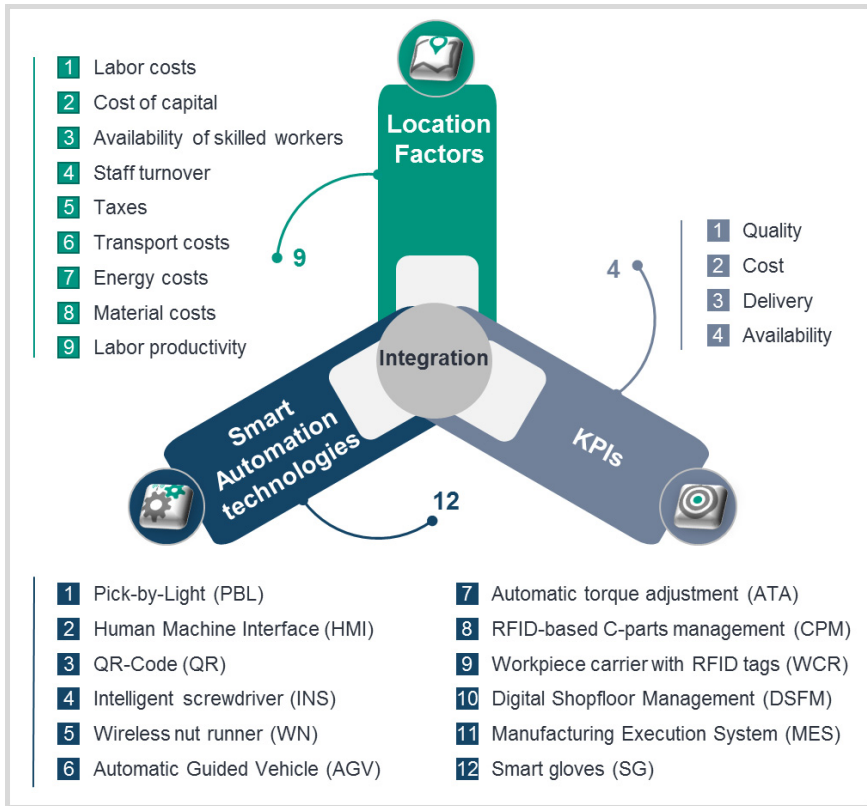 1 Labor costs
2 Cost of capital
3 Availability of skilled workers
4 Staff turnover
5 Taxes
6 Transport costs
7 Energy costs
8 Material costs
9 Labor productivity
Location
Factors
9
4
1 Quality
2 Cost
3 Delivery
4 Availability
Integration
Smart
Automation
technologies
KPIs
12
1 Pick-by-Light (PBL)
2 Human Machine Interface (HMI)
3 QR-Code (QR)
4 Intelligent screwdriver (INS)
5 Wireless nut runner (WN)
6 Automatic Guided Vehicle (AGV)
7 Automatic torque adjustment (ATA)
8 RFID-based C-parts management (CPM)
9 Workpiece carrier with RFID tags (WCR)
10 Digital Shopfloor Management (DSFM)
11 Manufacturing Execution System (MES)
12 Smart gloves (SG)